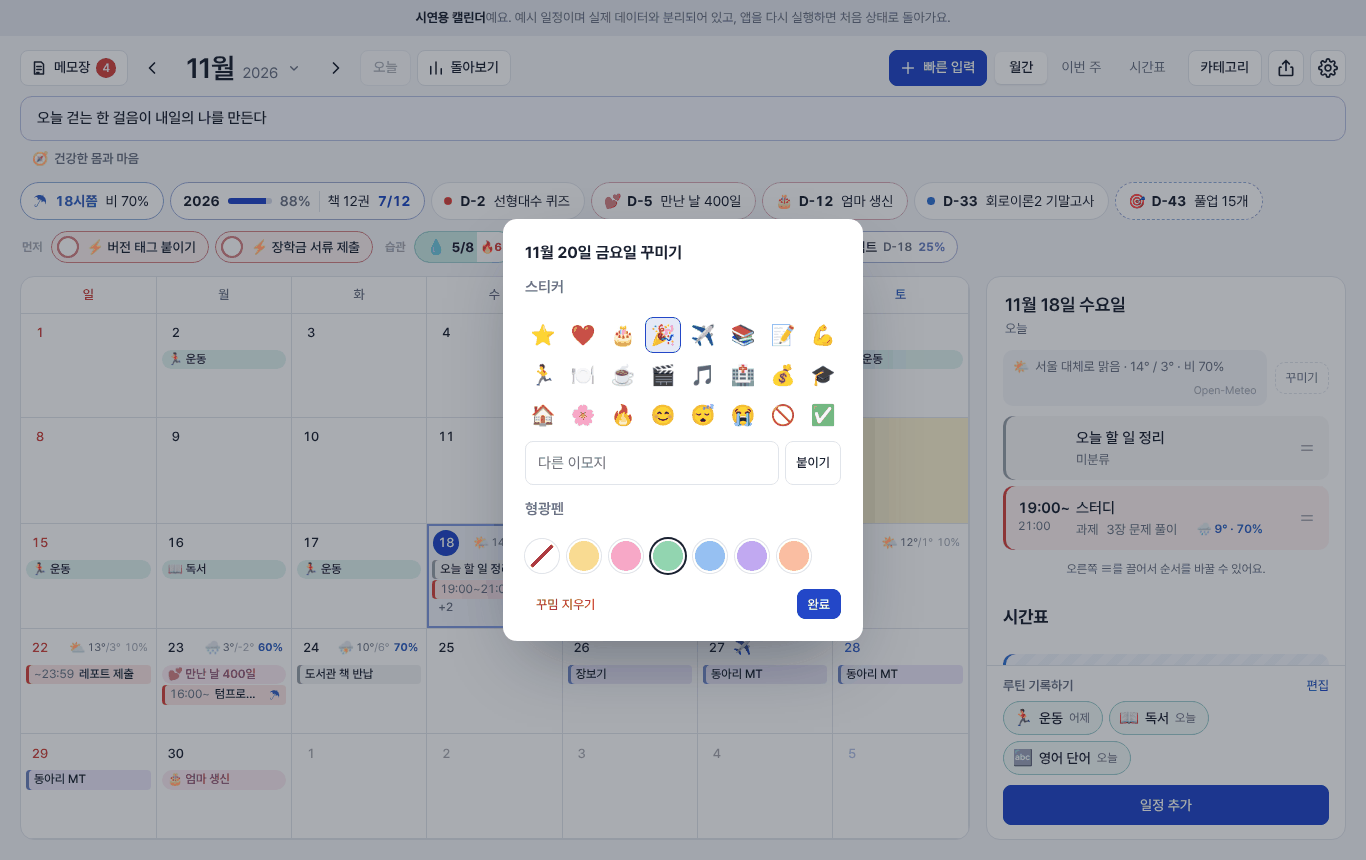 시연용 캘린더예요. 예시 일정이며 실제 데이터와 분리되어 있고, 앱을 다시 실행하면 처음 상태로 돌아가요.
메모장 4 11월 2026 오늘 돌아보기 빠른 입력 월간 이번 주 시간표 카테고리
오늘 걷는 한 걸음이 내일의 나를 만든다
건강한 몸과 마음
18시쯤 비 70% 2026 88% 책 12권 7/12 D-2 선형대수 퀴즈 D-5 만난 날 400일 D-12 엄마 생신 D-33 회로이론2 기말고사 D-43 풀업 15개
먼저 버전 태그 붙이기 장학금 서류 제출 습관 5/8 D-18 25%
11월 20일 금요일 꾸미기
스티커
다른 이모지 붙이기
형광펜
꾸밈 지우기 완료
일 월 화 수 토
1 2 3 4
운동 운동
8 9 10 11
15 16 17 18 12°/1° 10%
운동 독서 운동 오늘 할 일 정리
+2
22 13°/3° 10% 23 3°/-2° 60% 24 10°/6° 70% 25 26 27 28
~23:59 레포트 제출 만난 날 400일 도서관 책 반납 장보기 동아리 MT 동아리 MT
16:00~ 텀프로…
29 30 1 2 3 4 5
동아리 MT 엄마 생신
11월 18일 수요일
오늘
서울 대체로 맑음 · 14° / 3° · 비 70%
Open-Meteo
꾸미기
오늘 할 일 정리
미분류
19:00~ 스터디
21:00 과제 3장 문제 풀이 9° · 70%
오른쪽 ☰를 끌어서 순서를 바꿀 수 있어요.
시간표
루틴 기록하기 편집
운동 어제 독서 오늘
영어 단어 오늘
일정 추가